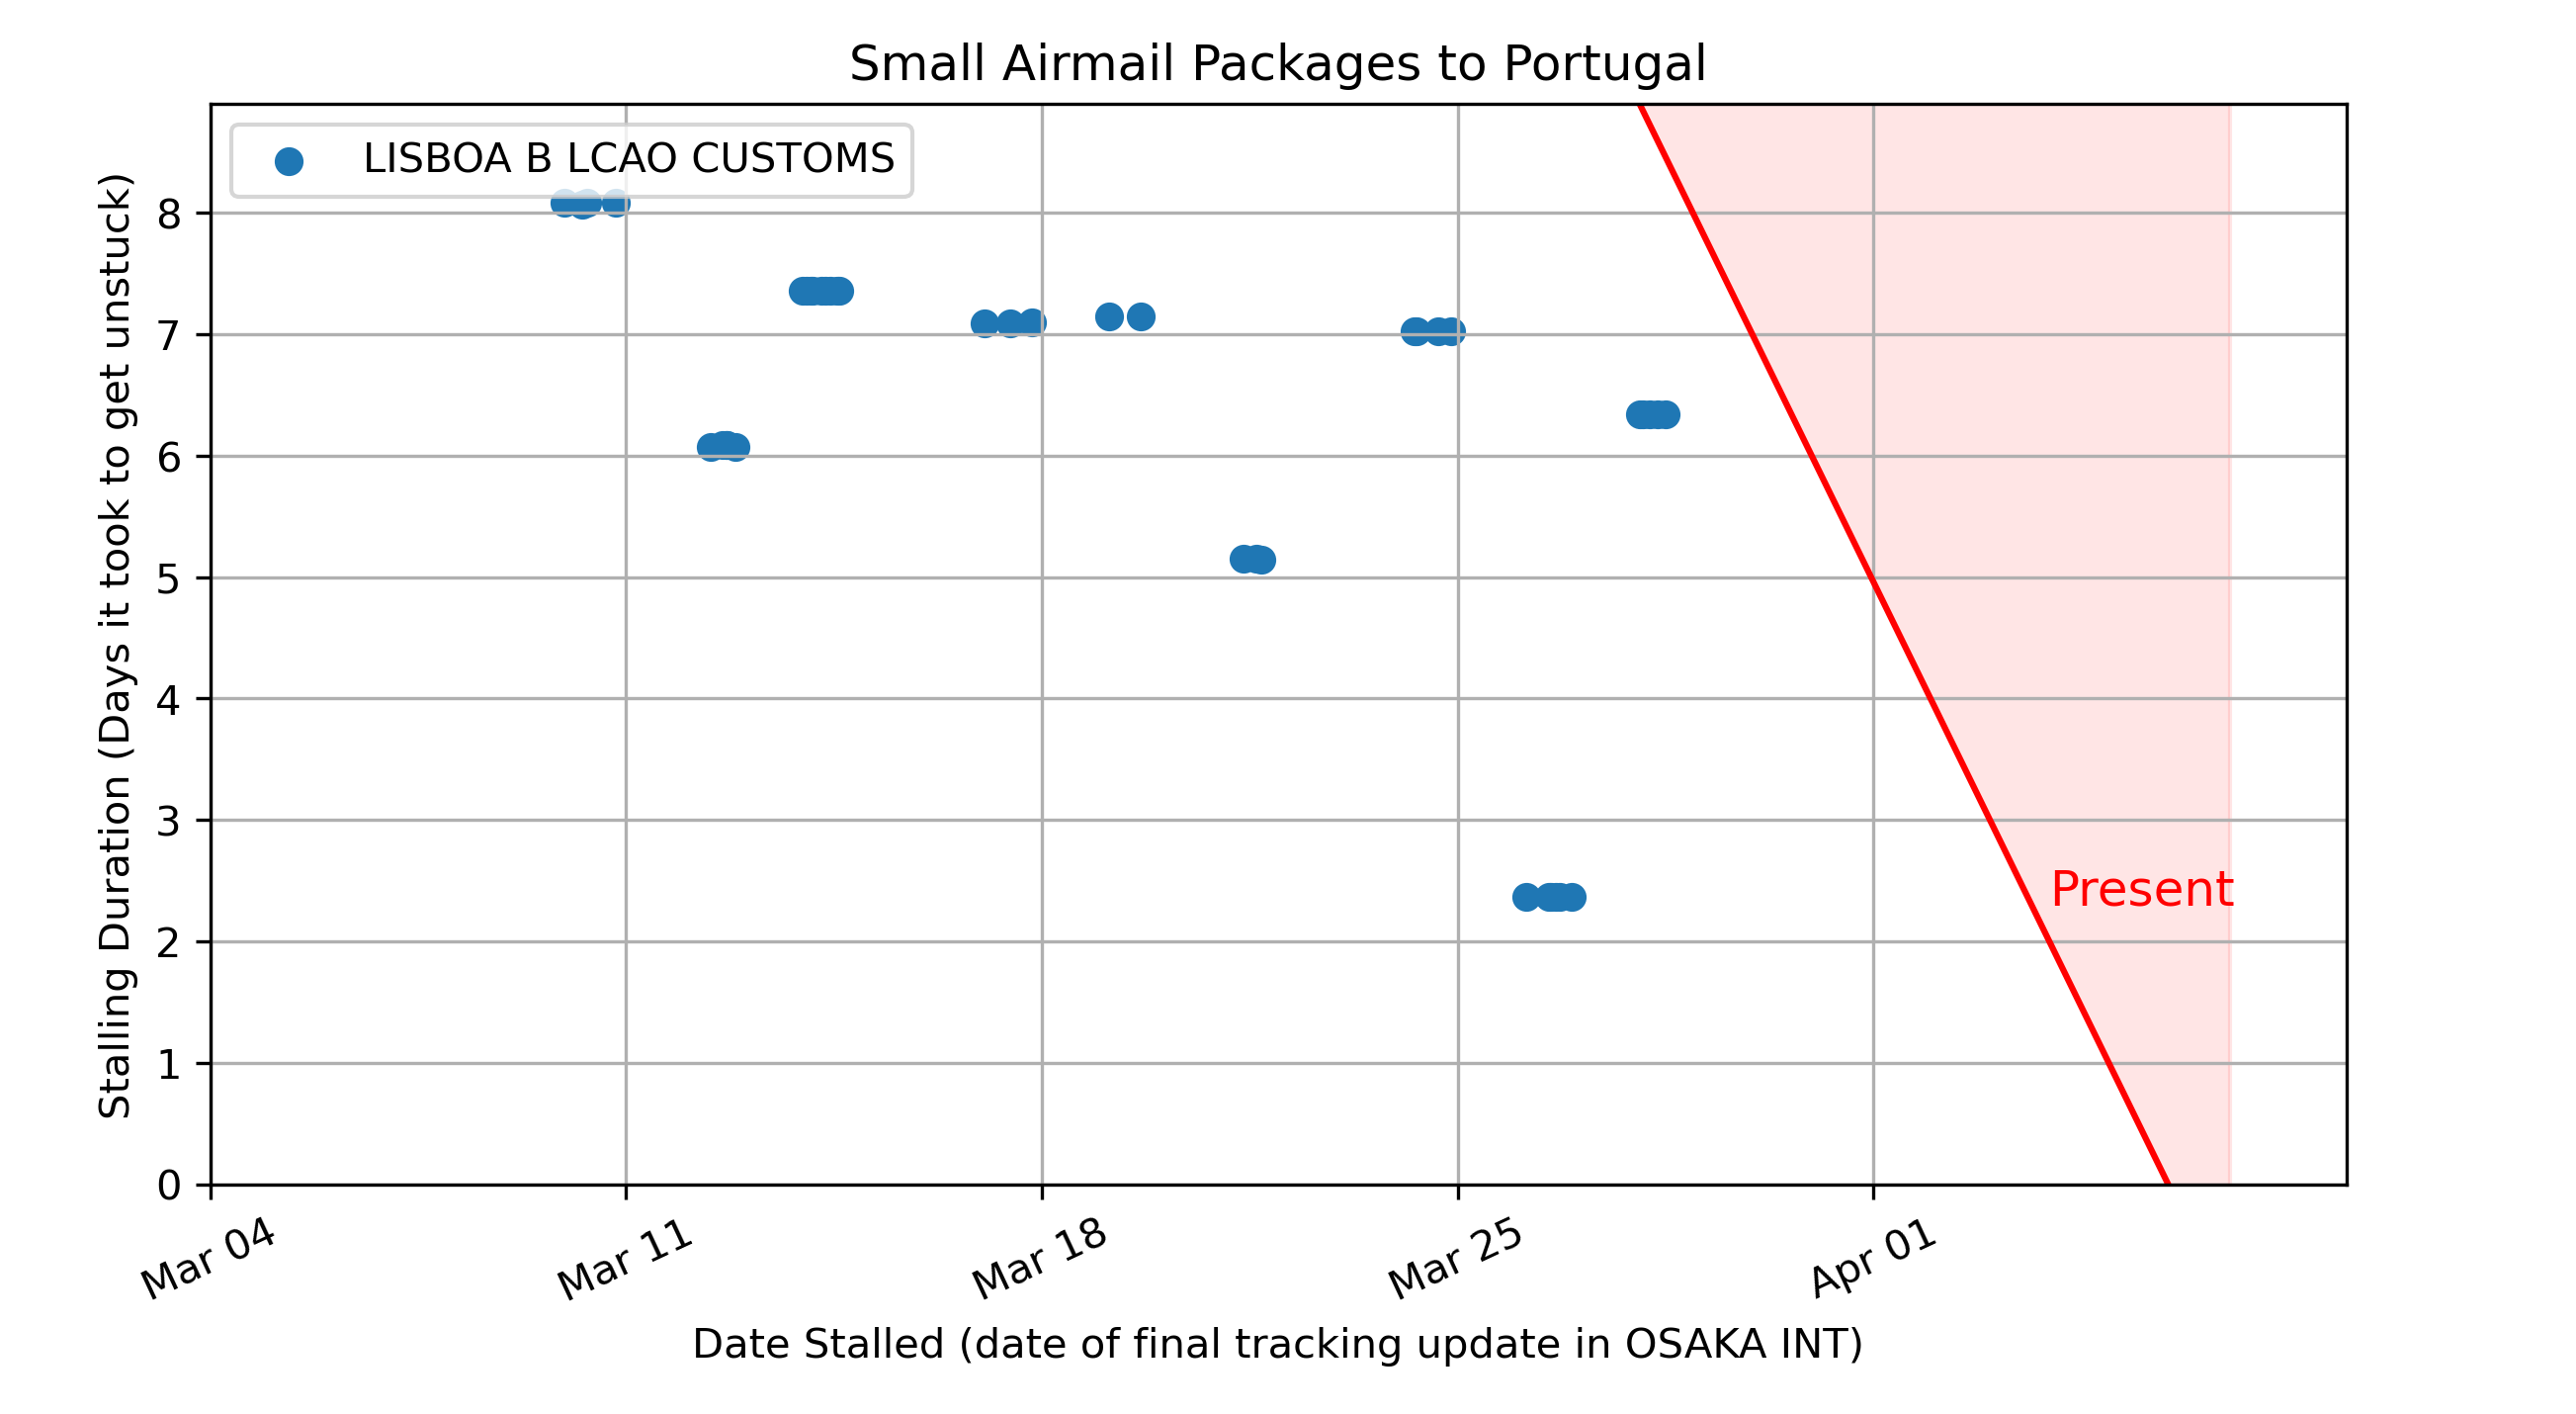 Small Airmail Packages to Portugal
LISBOA B LCAO CUSTOMS
Stalling Duration (Days it took to get unstuck)
8
7
6
5
4
3
2
1
0
Present
Mar 04
Mar 11
Mar 18
Mar 25
Apr 01
Date Stalled (date of final tracking update in OSAKA INT)